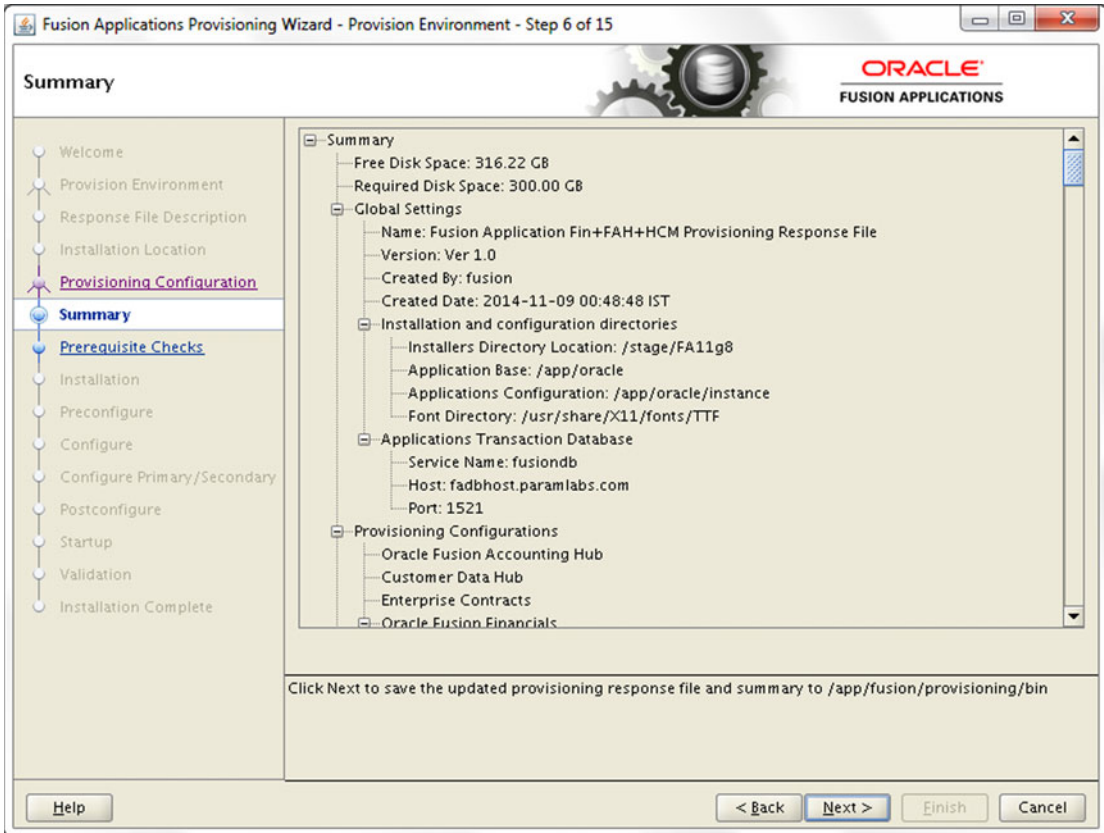 Fusion Applications Provisioning Wizard - Provision Environment - Step 6 of 15
Summary
ORACLE®
FUSION APPLICATIONS
Welcome
Provision Environment
Response File Description
Installation Location
Provisioning Configuration
Summary
Prerequisite Checks
Installation
Preconfigure
Configure
Configure Primary/Secondary
Postconfigure
Startup
Validation
Installation Complete
Summary
Free Disk Space: 316.22 GB
Required Disk Space: 300.00 GB
Global Settings
Name: Fusion Application Fin+FAH+HCM Provisioning Response File
Version: Ver 1.0
Created By: fusion
Created Date: 2014-11-09 00:48:48 IST
Installation and configuration directories
Installers Directory Location: /stage/FA11g8
Application Base: /app/oracle
Applications Configuration: /app/oracle/instance
Font Directory: /usr/share/X11/fonts/TTF
Applications Transaction Database
Service Name: fusiondb
Host: fadbhost.paramlabs.com
Port: 1521
Provisioning Configurations
Oracle Fusion Accounting Hub
Customer Data Hub
Enterprise Contracts
Oracle Fusion Financials
Click Next to save the updated provisioning response file and summary to /app/fusion/provisioning/bin
Help
< Back
Next >
Finish
Cancel